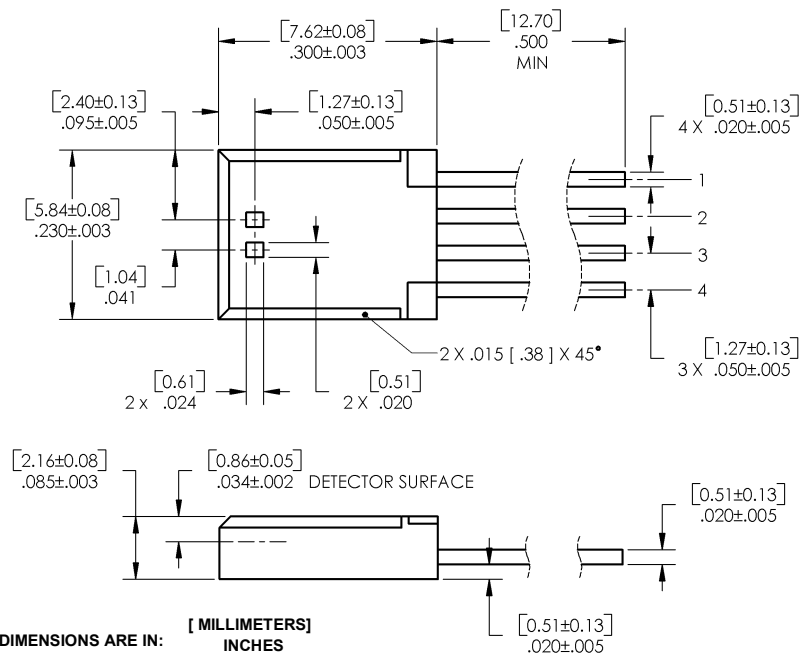 [7.62±0.08]
.300±.003
[12.70]
.500
MIN
[2.40±0.13]
.095±.005
[1.27±0.13]
.050±.005
[0.51±0.13]
4 X .020±.005
1
[5.84±0.08]
.230±.003
2
3
[1.04]
.041
4
2 X .015 [ .38 ] X 45°
[1.27±0.13]
3 X .050±.005
[0.61]
2 x .024
[0.51]
2 X .020
[2.16±0.08]
.085±.003
[0.86±0.05]
.034±.002 DETECTOR SURFACE
[0.51±0.13]
.020±.005
[0.51±0.13]
.020±.005
DIMENSIONS ARE IN:
[ MILLIMETERS]
INCHES